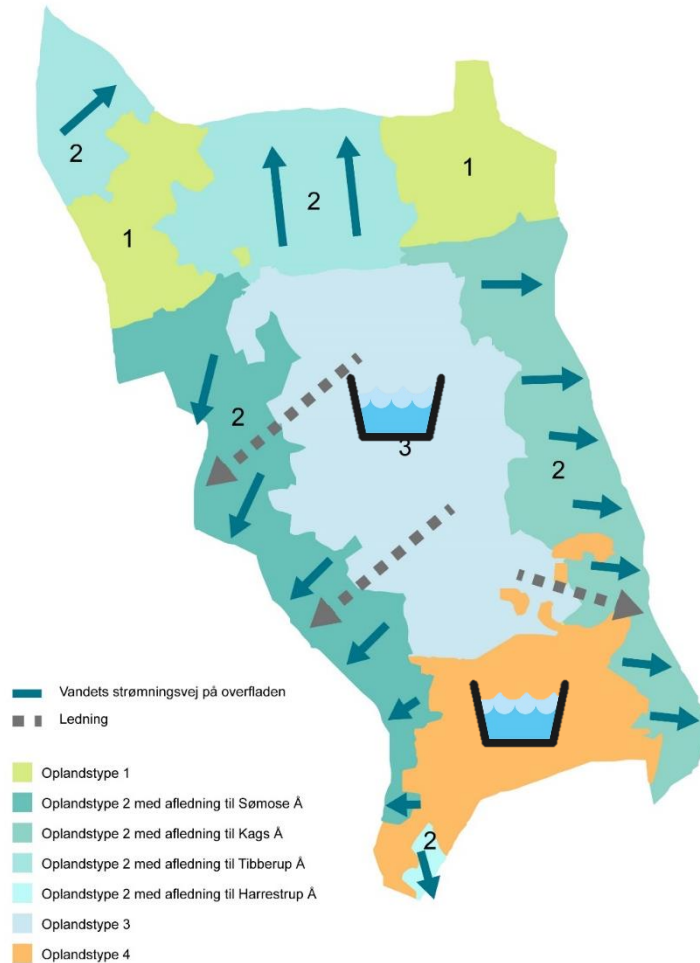 2
1
1
2
2
3
2
2
Vandets strømningsvej på overfladen
Ledning
Oplandstype 1
Oplandstype 2 med afledning til Sømose Å
Oplandstype 2 med afledning til Kags Å
Oplandstype 2 med afledning til Tibberup Å
Oplandstype 2 med afledning til Harrestrup Å
Oplandstype 3
Oplandstype 4